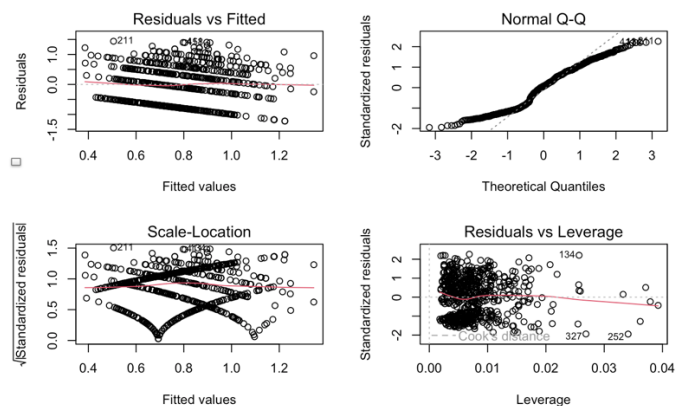 Residuals vs Fitted
Residuals
-1.5 0.0 1.0
211
0.4 0.6 0.8 1.0 1.2
Fitted values
Normal Q-Q
Standardized residuals
-2 0 1 2
-3 -2 -1 0 1 2 3
Theoretical Quantiles
Scale-Location
√|Standardized residuals|
0.0 0.5 1.0 1.5
211
0.4 0.6 0.8 1.0 1.2
Fitted values
Residuals vs Leverage
Standardized residuals
-2 -1 0 1 2
134
327
252
Cook's distance
0.00 0.01 0.02 0.03 0.04
Leverage